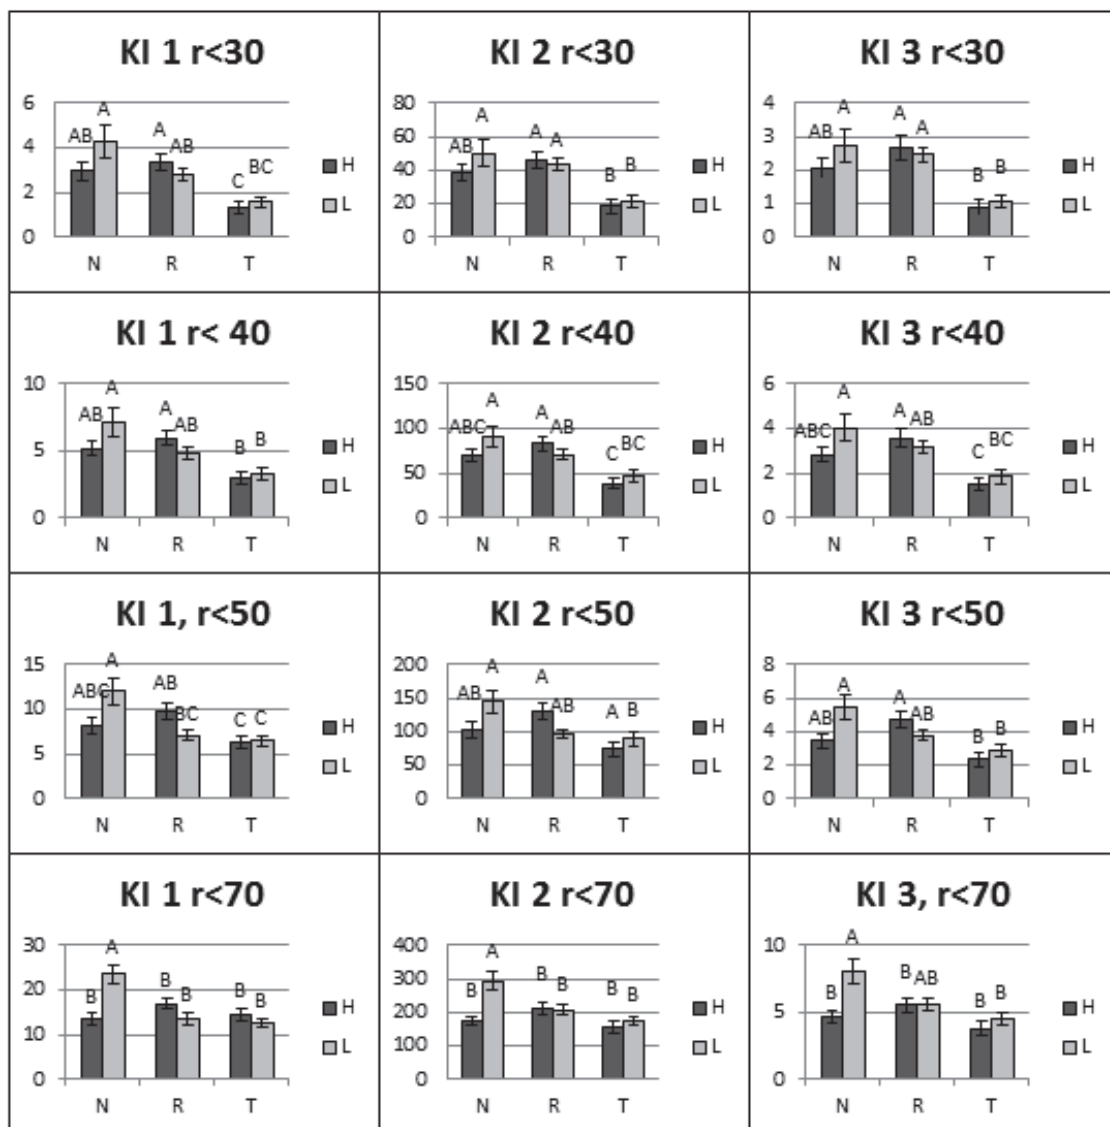 KI 1 r<30
6
4
2
0
AB
A
A
AB
C
BC
N
R
T
H
L
KI 2 r<30
80
60
40
20
0
AB
A
A
A
B
B
N
R
T
H
L
KI 3 r<30
4
3
2
1
0
AB
A
A
A
B
B
N
R
T
H
L
KI 1 r< 40
10
5
0
AB
A
A
AB
B
B
N
R
T
H
L
KI 2 r<40
150
100
50
0
ABC
A
A
AB
C
BC
N
R
T
H
L
KI 3 r<40
6
4
2
0
ABC
A
A
AB
C
BC
N
R
T
H
L
KI 1, r<50
15
10
5
0
ABC
A
AB
BC
C
C
N
R
T
H
L
KI 2 r<50
200
150
100
50
0
AB
A
A
AB
A
B
N
R
T
H
L
KI 3 r<50
8
6
4
2
0
AB
A
A
AB
B
B
N
R
T
H
L
KI 1 r<70
30
20
10
0
B
A
B
B
B
B
N
R
T
H
L
KI 2 r<70
400
300
200
100
0
B
A
B
B
B
B
N
R
T
H
L
KI 3, r<70
10
5
0
B
A
B
AB
B
B
N
R
T
H
L